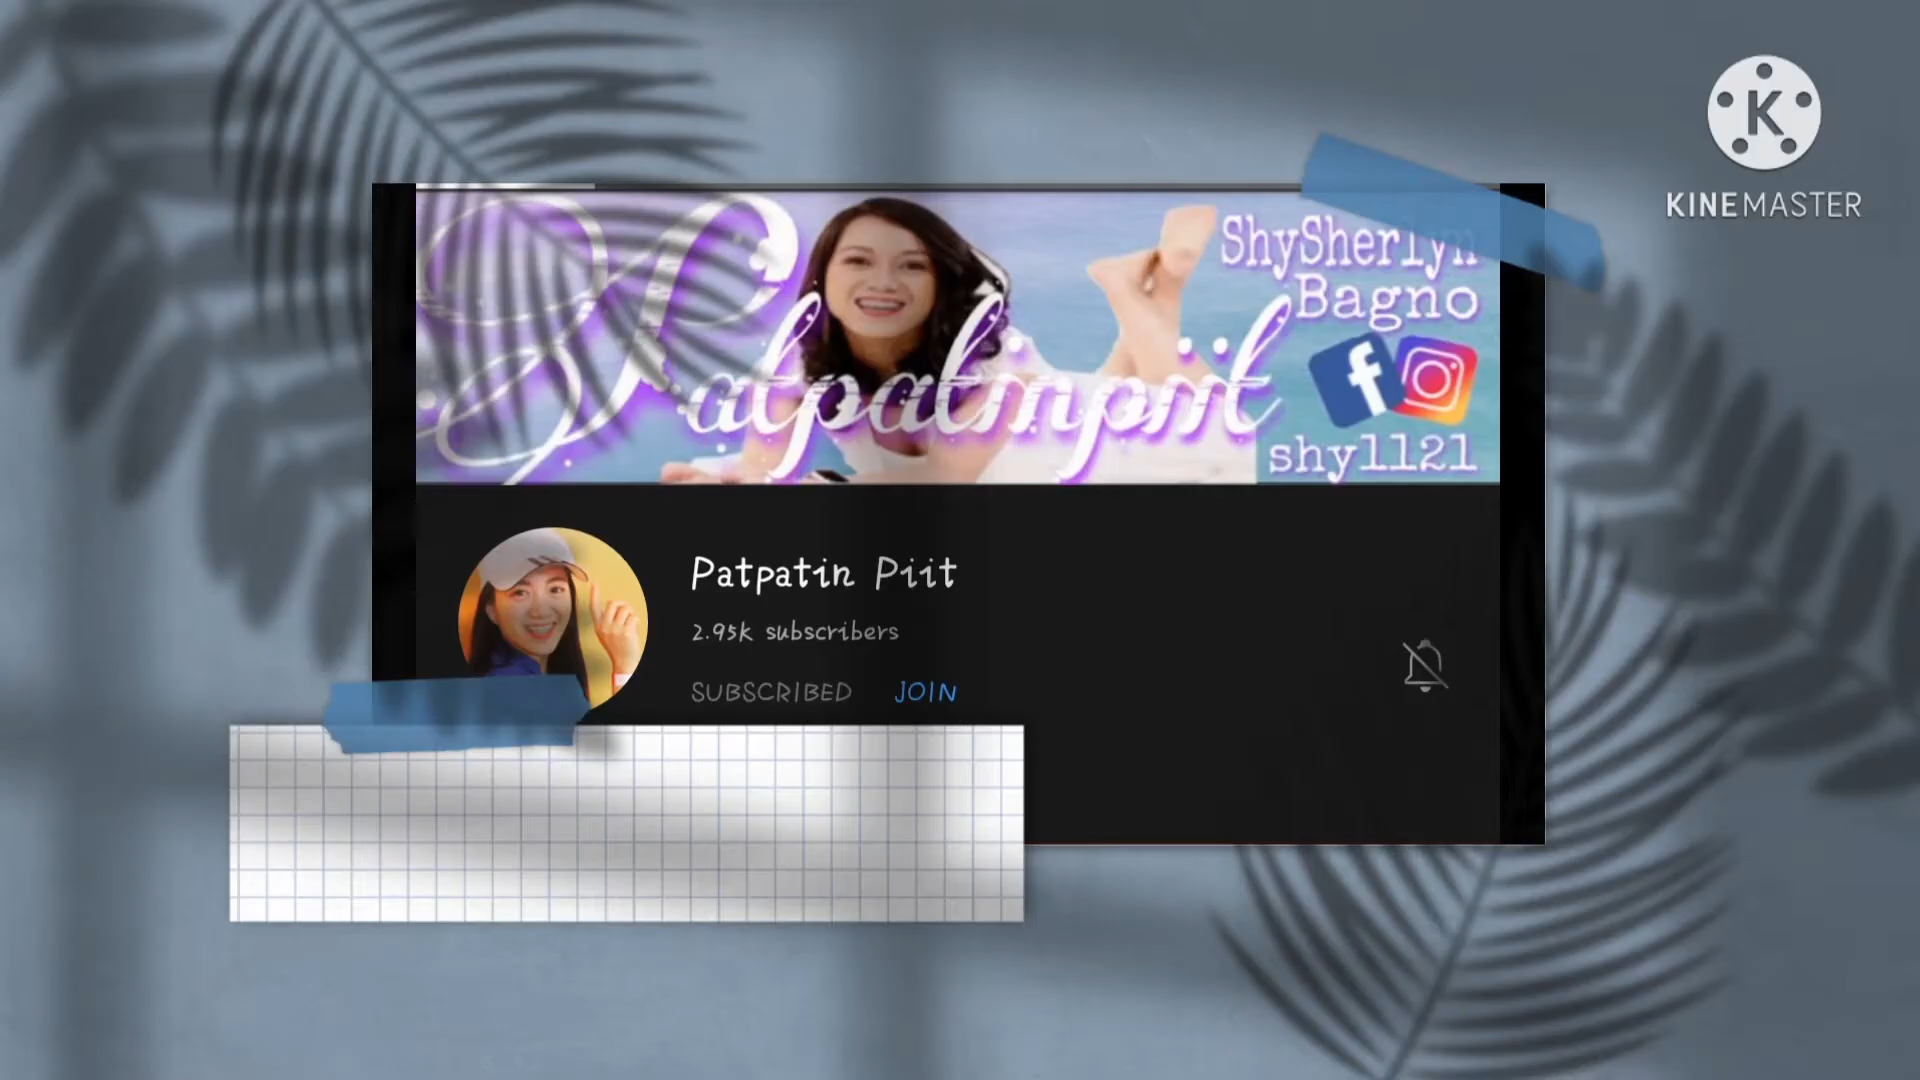 K
KINEMASTER
Patpatinpiit
ShySherlyn
Bagno
shy1121
Patpatin Piit
2.95k subscribers
SUBSCRIBED JOIN